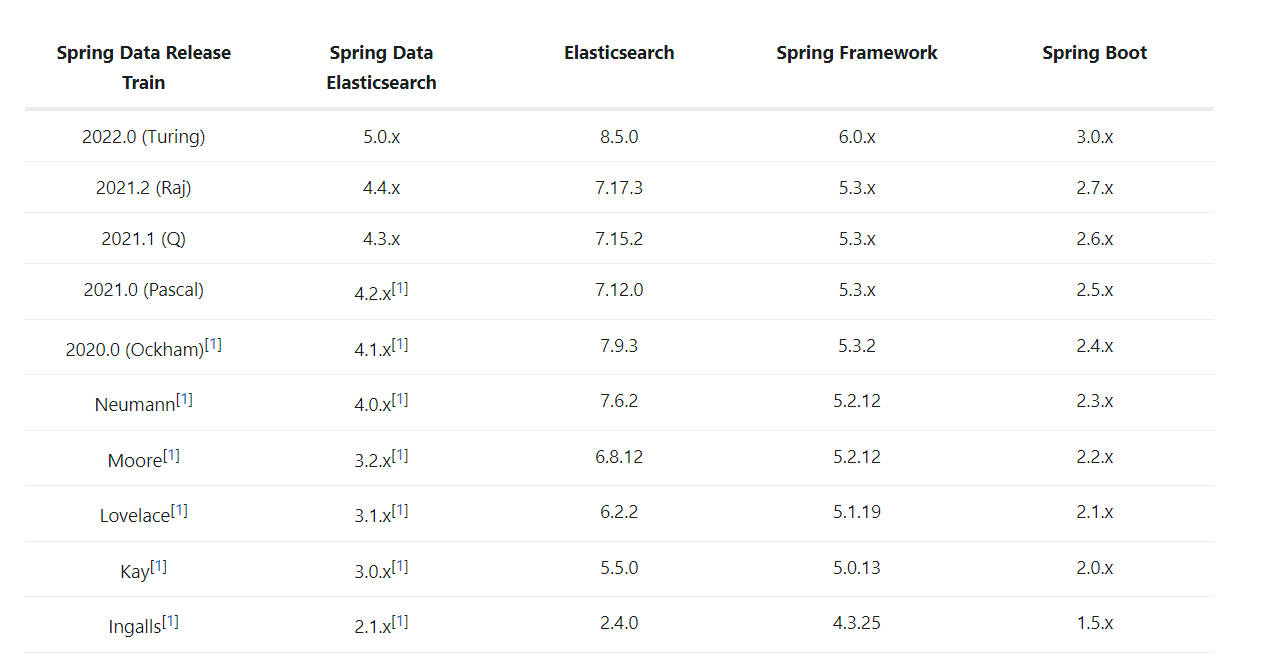 Spring Data Release Train Spring Data Elasticsearch Elasticsearch Spring Framework Spring Boot
2022.0 (Turing) 5.0.x 8.5.0 6.0.x 3.0.x
2021.2 (Raj) 4.4.x 7.17.3 5.3.x 2.7.x
2021.1 (Q) 4.3.x 7.15.2 5.3.x 2.6.x
2021.0 (Pascal) 4.2.x[1] 7.12.0 5.3.x 2.5.x
2020.0 (Ockham)[1] 4.1.x[1] 7.9.3 5.3.2 2.4.x
Neumann[1] 4.0.x[1] 7.6.2 5.2.12 2.3.x
Moore[1] 3.2.x[1] 6.8.12 5.2.12 2.2.x
Lovelace[1] 3.1.x[1] 6.2.2 5.1.19 2.1.x
Kay[1] 3.0.x[1] 5.5.0 5.0.13 2.0.x
Ingalls[1] 2.1.x[1] 2.4.0 4.3.25 1.5.x